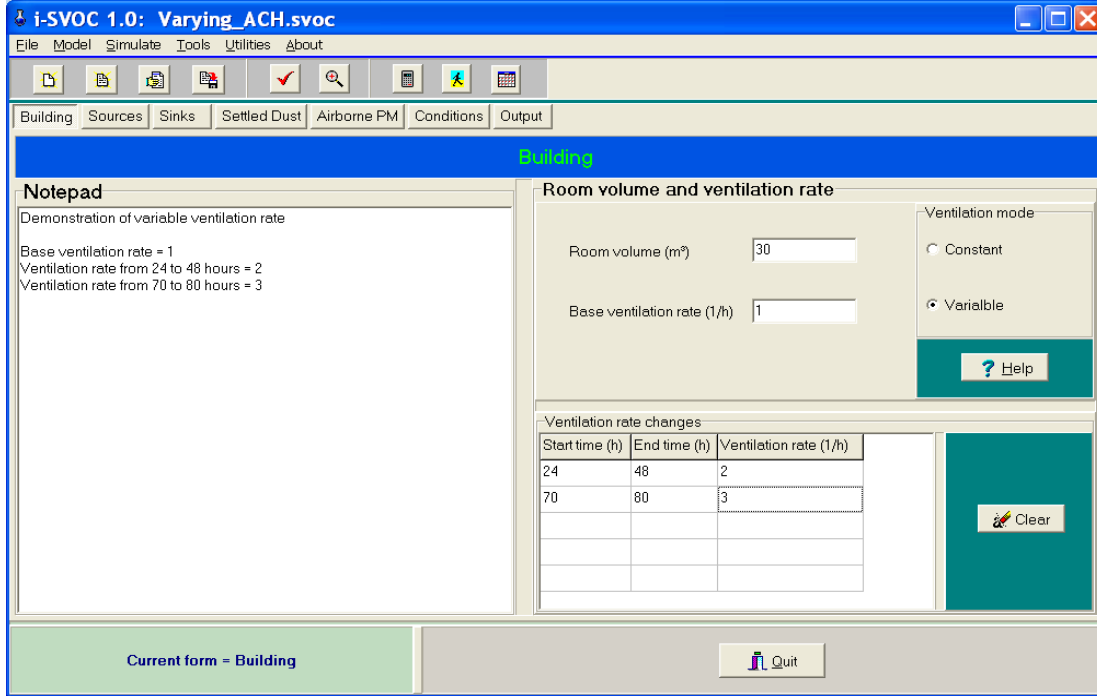 i-SVOC 1.0: Varying_ACH.svoc
File Model Simulate Tools Utilities About
Building Sources Sinks Settled Dust Airborne PM Conditions Output
Building
Notepad
Demonstration of variable ventilation rate
Base ventilation rate = 1
Ventilation rate from 24 to 48 hours = 2
Ventilation rate from 70 to 80 hours = 3
Room volume and ventilation rate
Room volume (m³) 30
Base ventilation rate (1/h) 1
Ventilation mode
Constant
Varialble
Help
Ventilation rate changes
Start time (h) End time (h) Ventilation rate (1/h)
24 48 2
70 80 3
Clear
Current form = Building
Quit